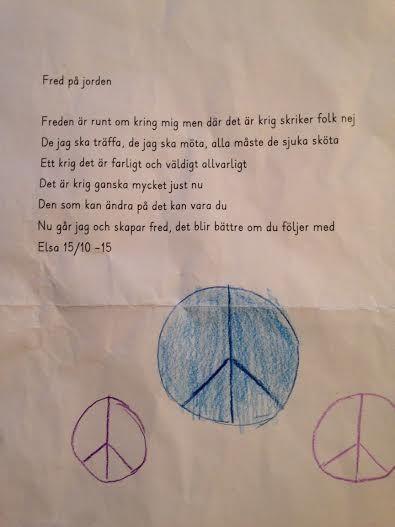 Fred på jorden
Freden är runt om kring mig men där det är krig skriker folk nej
De jag ska träffa, de jag ska möta, alla måste de sjuka sköta
Ett krig det är farligt och väldigt allvarligt
Det är krig ganska mycket just nu
Den som kan ändra på det kan vara du
Nu går jag och skapar fred, det blir bättre om du följer med
Elsa 15/10 -15